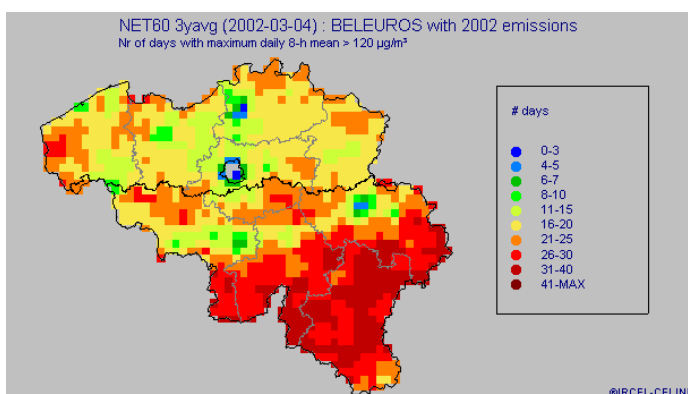 NET60 3yavg (2002-03-04) : BELEUROS with 2002 emissions
Nr of days with maximum daily 8-h mean > 120 µg/m³
# days
0-3
4-5
6-7
8-10
11-15
16-20
21-25
26-30
31-40
41-MAX
®IRCEL-CELINE